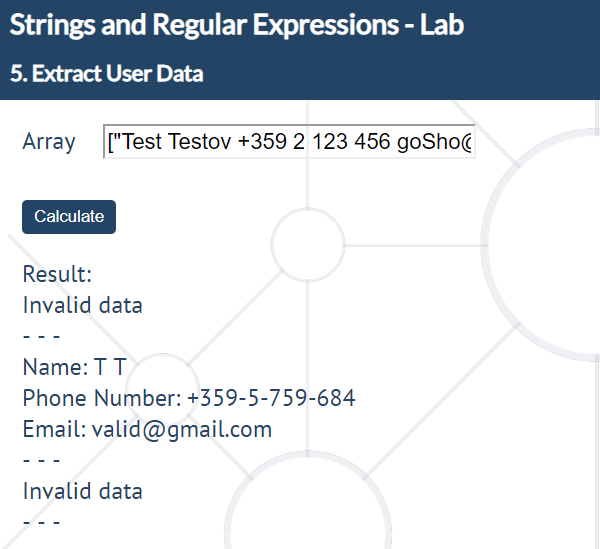 Strings and Regular Expressions - Lab
5. Extract User Data
Array ["Test Testov +359 2 123 456 goSho@
Calculate
Result:
Invalid data
- - -
Name: T T
Phone Number: +359-5-759-684
Email: valid@gmail.com
- - -
Invalid data
- - -